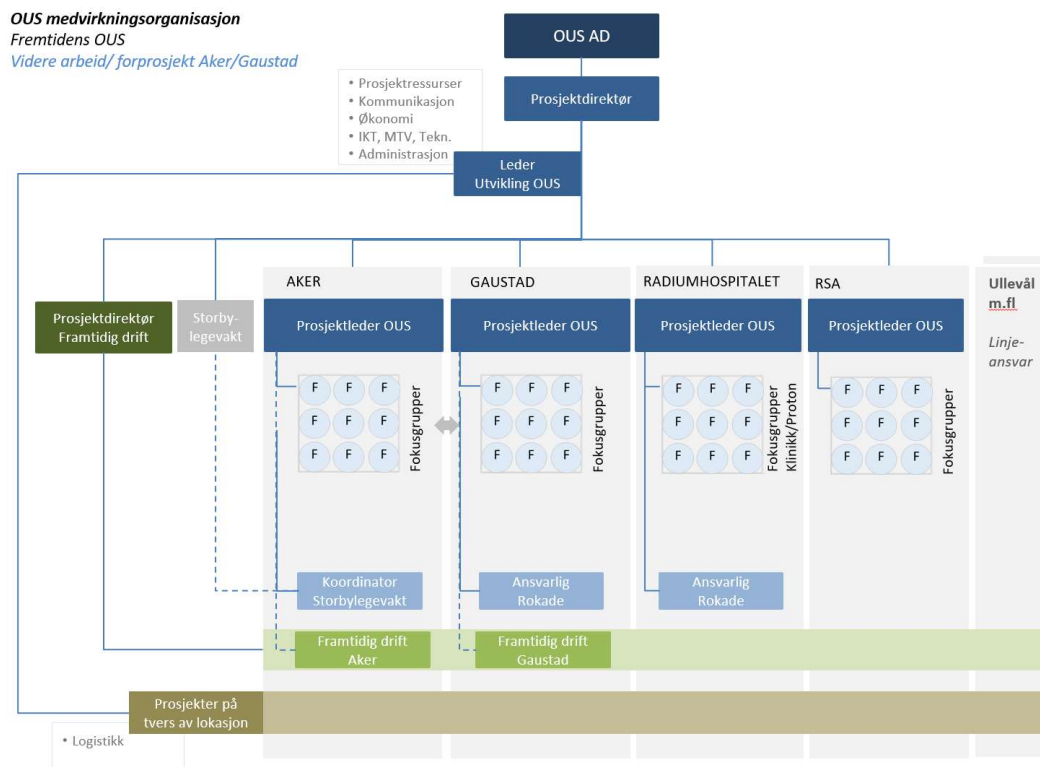 OUS medvirkningsorganisasjon
Fremtidens OUS
Videre arbeid/ forprosjekt Aker/Gaustad
OUS AD
Prosjektdirektør
• Prosjektressurser
• Kommunikasjon
• Økonomi
• IKT, MTV, Tekn.
• Administrasjon
Leder
Utvikling OUS
AKER
GAUSTAD
RADIUMHOSPITALET
RSA
Ullevål
m.fl
Linje-
ansvar
Prosjektdirektør
Framtidig drift
Storby-
legevakt
Prosjektleder OUS
Prosjektleder OUS
Prosjektleder OUS
Prosjektleder OUS
F F F
F F F
F F F
Fokusgrupper
F F F
F F F
F F F
Fokusgrupper
F F F
F F F
F F F
Fokusgrupper
Klinikk/Proton
F F F
F F F
F F F
Fokusgrupper
Koordinator
Storbylegevakt
Ansvarlig
Rokade
Ansvarlig
Rokade
Framtidig drift
Aker
Framtidig drift
Gaustad
Prosjekter på
tvers av lokasjon
• Logistikk